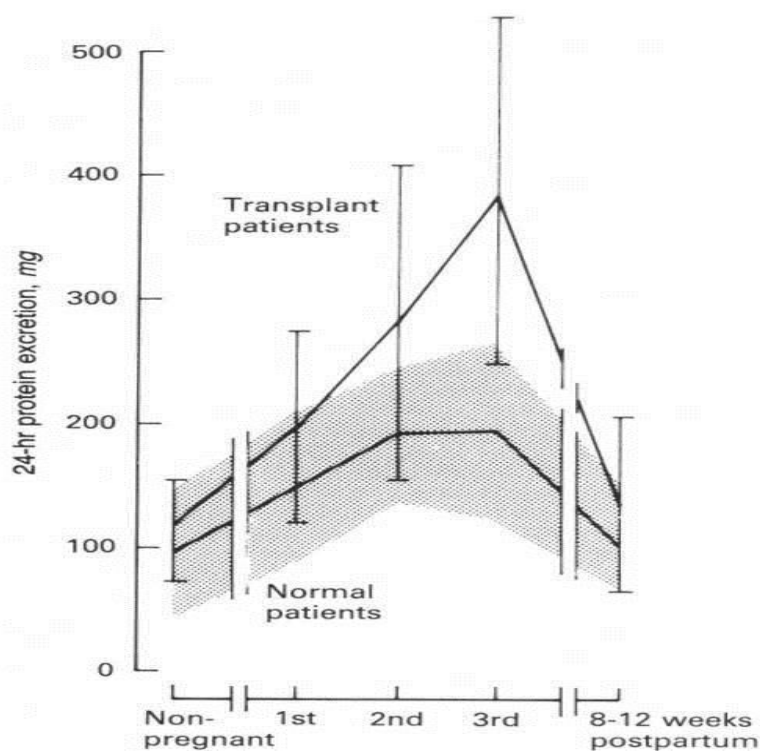 500
400
Transplant
patients
300
24-hr protein excretion, mg
200
100
Normal
patients
0
Non-
pregnant
1st
2nd
3rd
8-12 weeks
postpartum